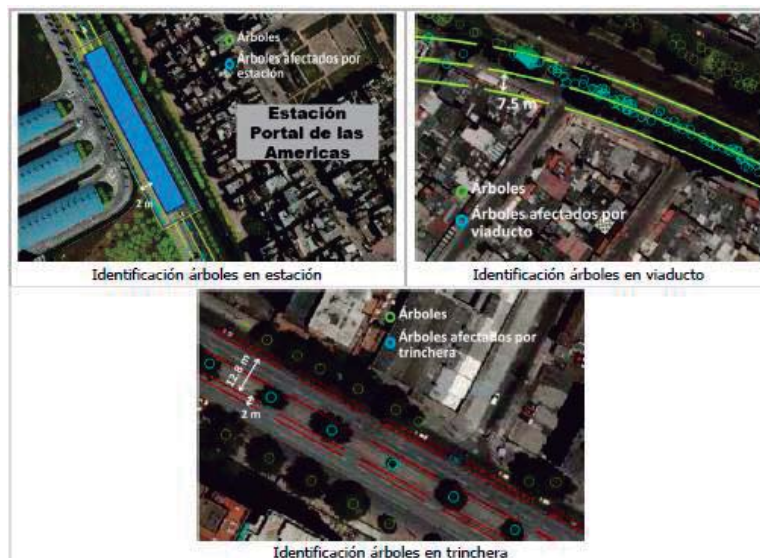 Árboles
Árboles afectados por
estación
Estación
Portal de las
Americas
2 m
Identificación árboles en estación
7.5 m
Árboles
Árboles afectados por
viaducto
Identificación árboles en viaducto
Árboles
Árboles afectados por
trinchera
12.8 m
2 m
Identificación árboles en trinchera